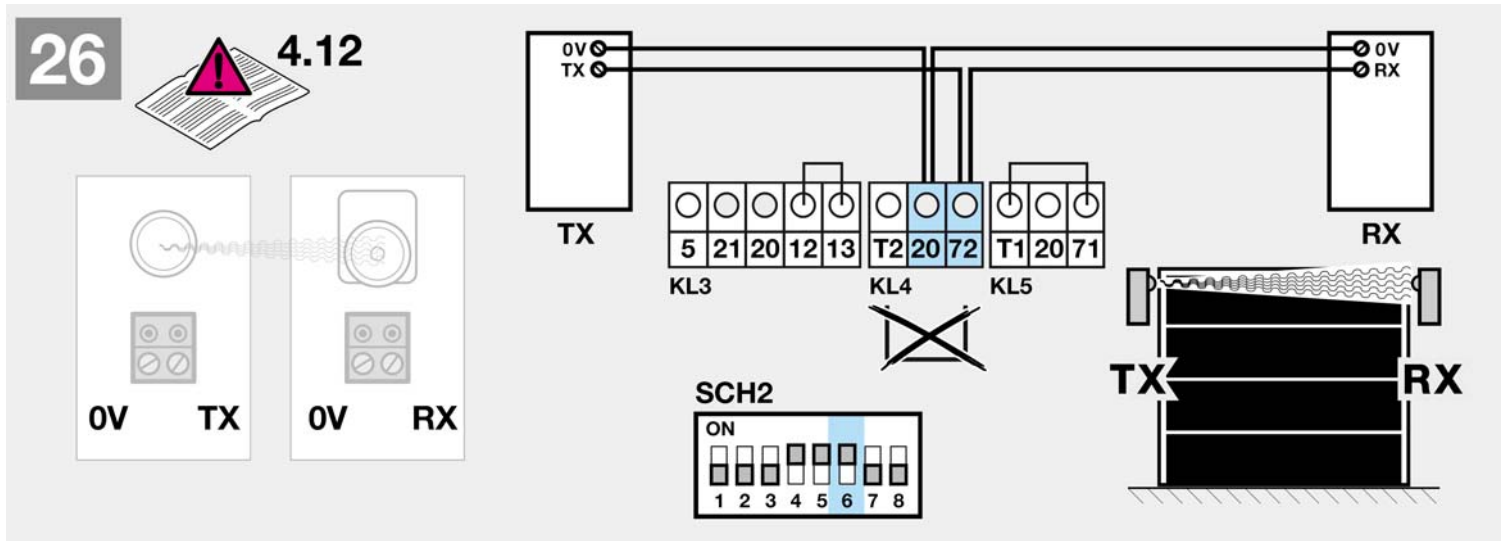 26
4.12
0V TX
0V RX
0V
TX
TX
0V
RX
RX
5 21 20 12 13
KL3
T2 20 72
KL4
T1 20 71
KL5
SCH2
ON
1 2 3 4 5 6 7 8
TX RX